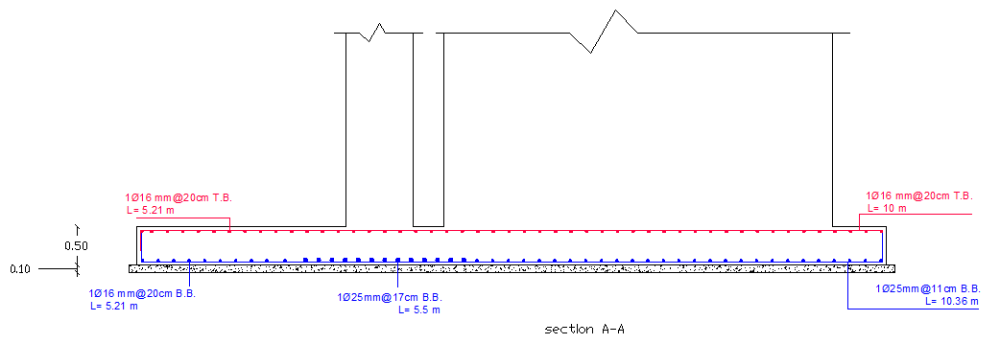 1Ø16 mm@20cm T.B.
L= 5.21 m
1Ø16 mm@20cm T.B.
L= 10 m
0.50
0.10
1Ø16 mm@20cm B.B.
L= 5.21 m
1Ø25mm@17cm B.B.
L= 5.5 m
1Ø25mm@11cm B.B.
L= 10.36 m
section A-A